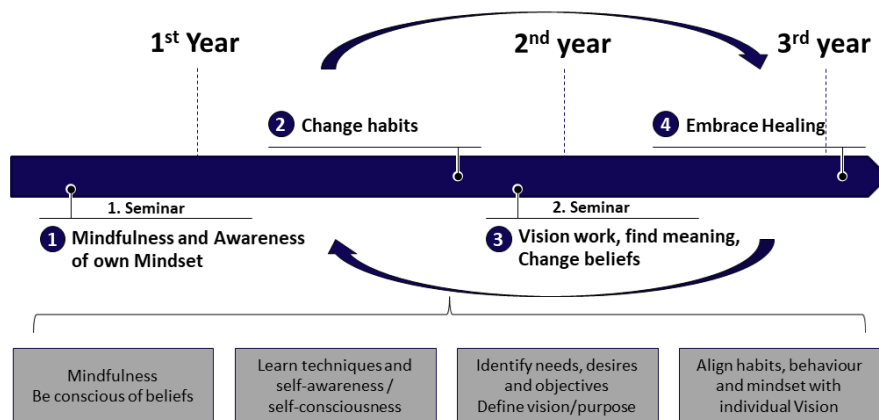 1st Year
2nd year
3rd year
2 Change habits
4 Embrace Healing
1. Seminar
2. Seminar
1 Mindfulness and Awareness
of own Mindset
3 Vision work, find meaning,
Change beliefs
Mindfulness
Be conscious of beliefs
Learn techniques and
self-awareness /
self-consciousness
Identify needs, desires
and objectives
Define vision/purpose
Align habits, behaviour
and mindset with
individual Vision